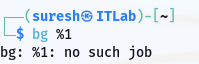 ┌──(suresh㉿ITLab)-[~]
└─$ bg %1
bg: %1: no such job